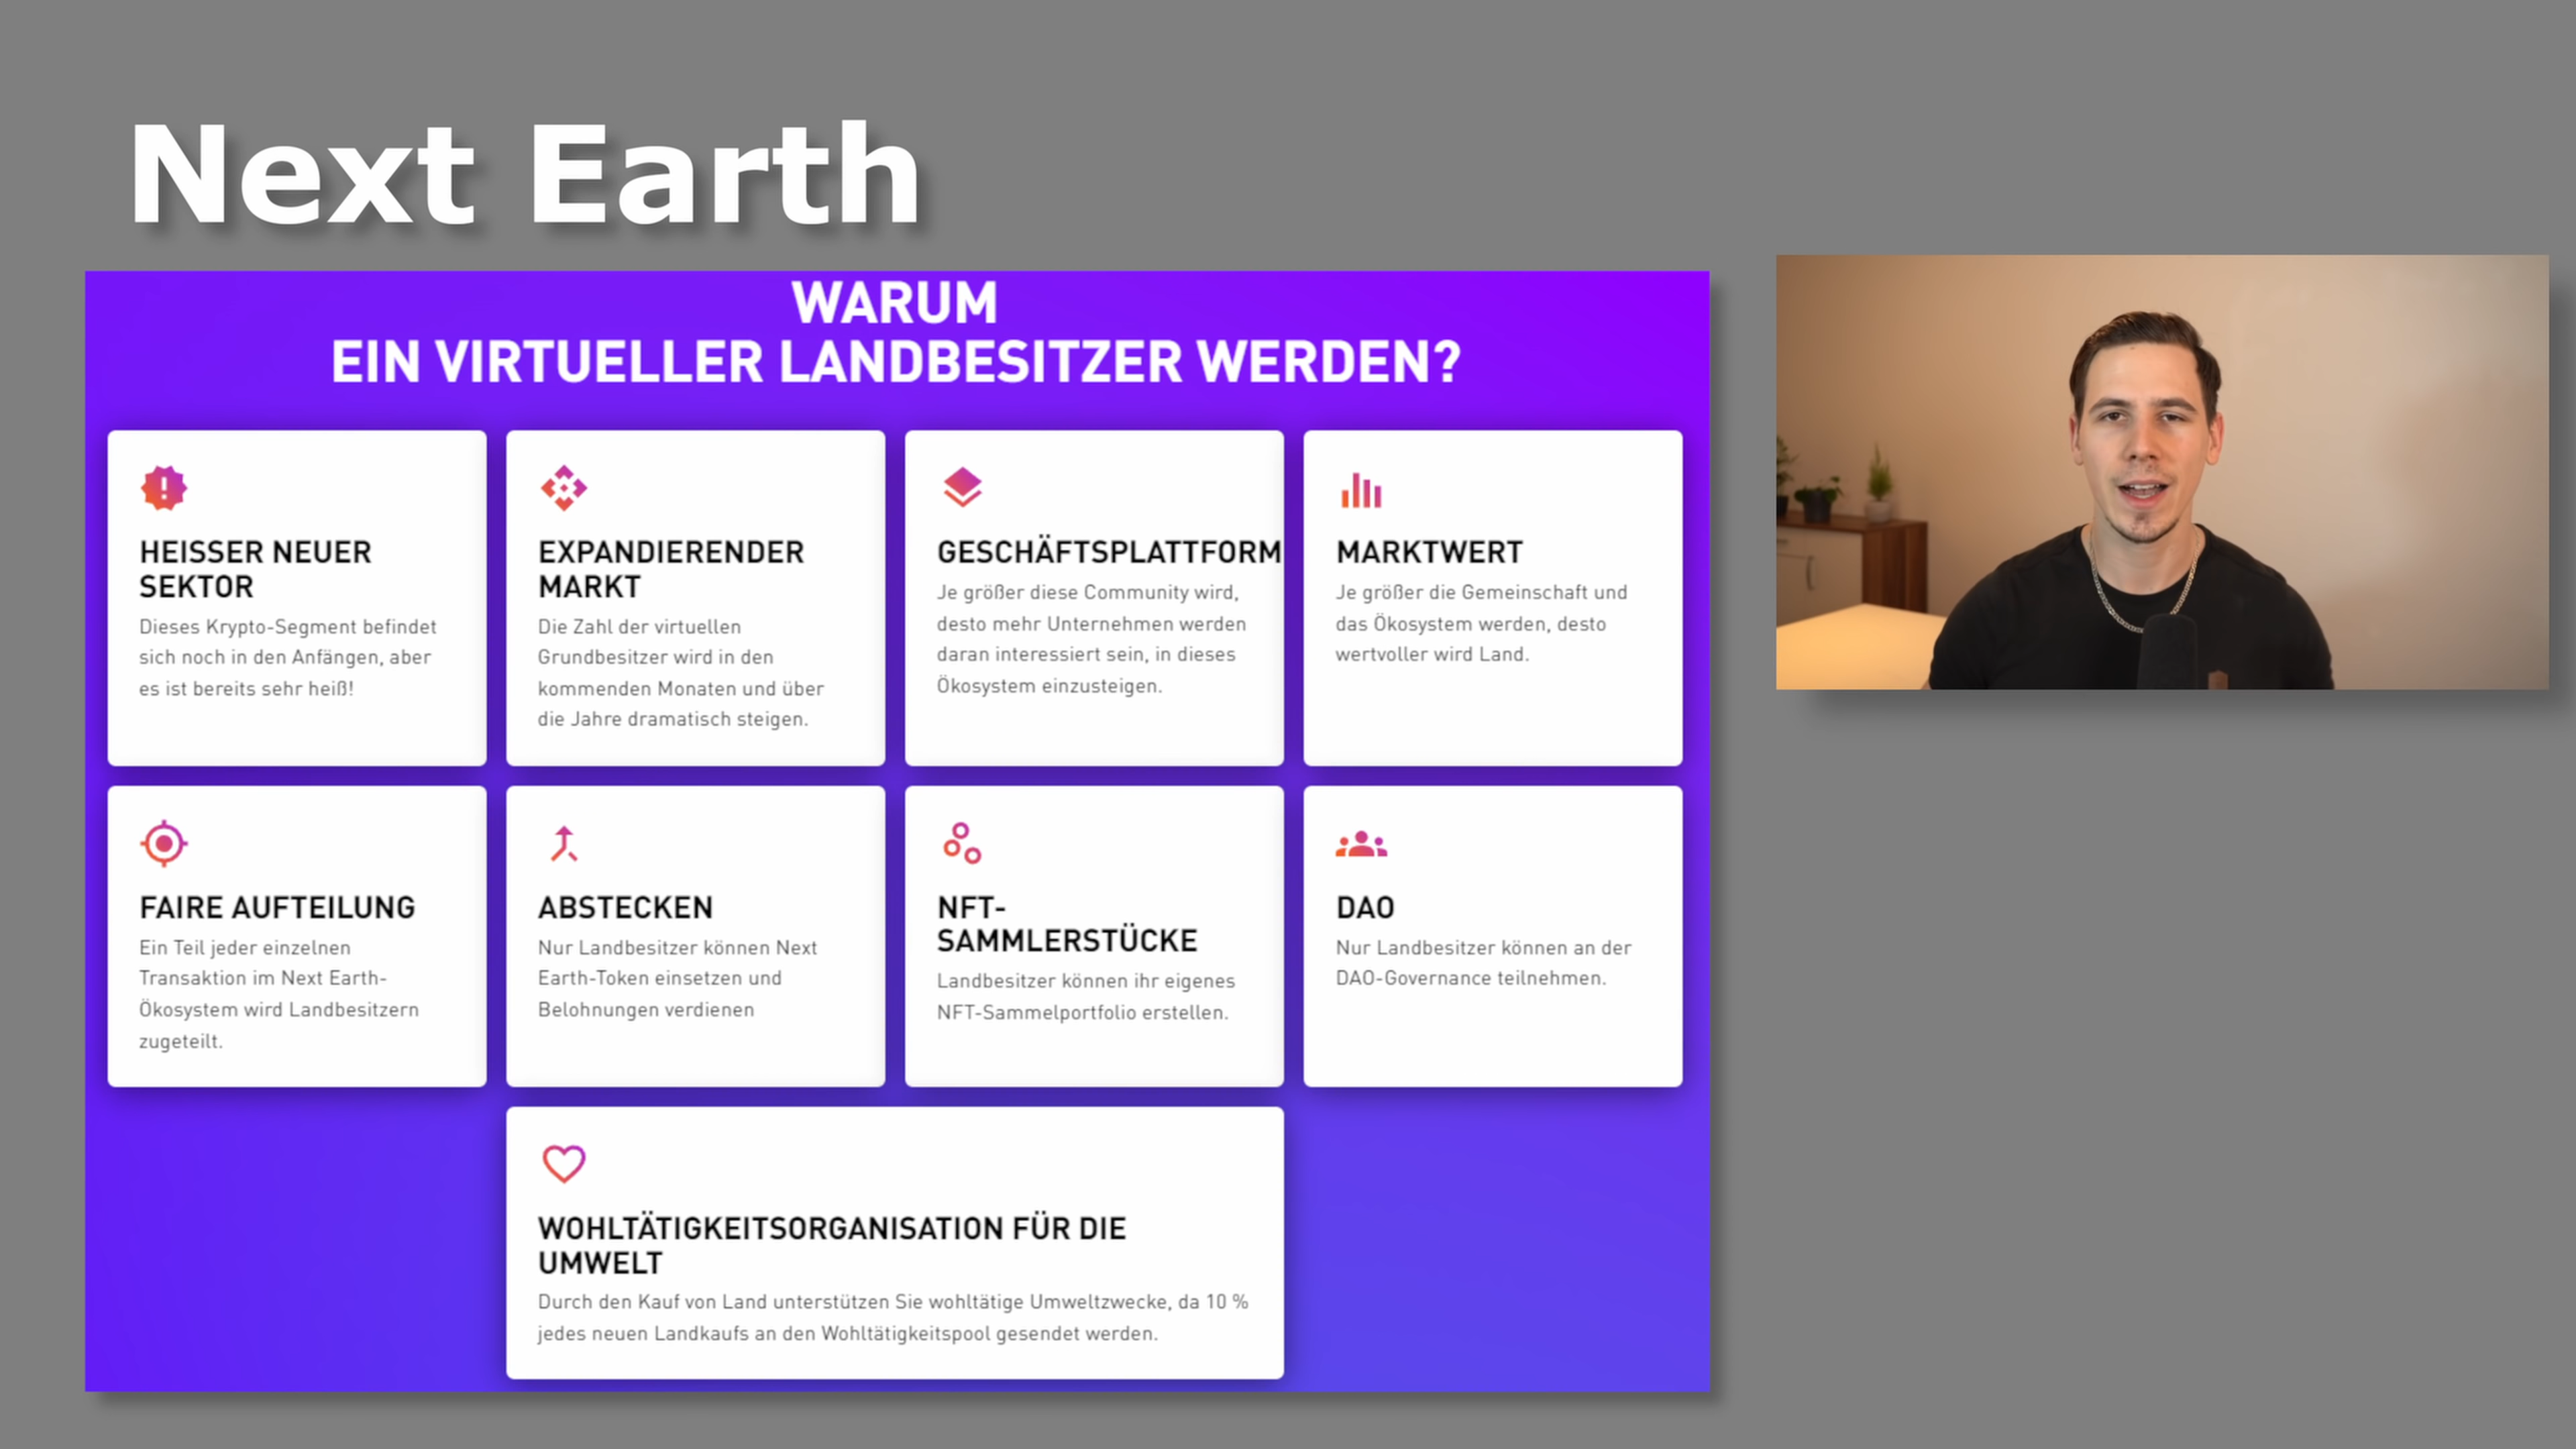 Next Earth
WARUM
EIN VIRTUELLER LANDBESITZER WERDEN?
HEISSER NEUER
SEKTOR
Dieses Krypto-Segment befindet
sich noch in den Anfängen, aber
es ist bereits sehr heiß!
EXPANDIERENDER
MARKT
Die Zahl der virtuellen
Grundbesitzer wird in den
kommenden Monaten und über
die Jahre dramatisch steigen.
GESCHÄFTSPLATTFORM
Je größer diese Community wird,
desto mehr Unternehmen werden
daran interessiert sein, in dieses
Ökosystem einzusteigen.
MARKTWERT
Je größer die Gemeinschaft und
das Ökosystem werden, desto
wertvoller wird Land.
FAIRE AUFTEILUNG
Ein Teil jeder einzelnen
Transaktion im Next Earth-
Ökosystem wird Landbesitzern
zugeteilt.
ABSTECKEN
Nur Landbesitzer können Next
Earth-Token einsetzen und
Belohnungen verdienen
NFT-
SAMMLERSTÜCKE
Landbesitzer können ihr eigenes
NFT-Sammelportfolio erstellen.
DAO
Nur Landbesitzer können an der
DAO-Governance teilnehmen.
WOHLTÄTIGKEITSORGANISATION FÜR DIE
UMWELT
Durch den Kauf von Land unterstützen Sie wohltätige Umweltzwecke, da 10 %
jedes neuen Landkaufs an den Wohltätigkeitspool gesendet werden.